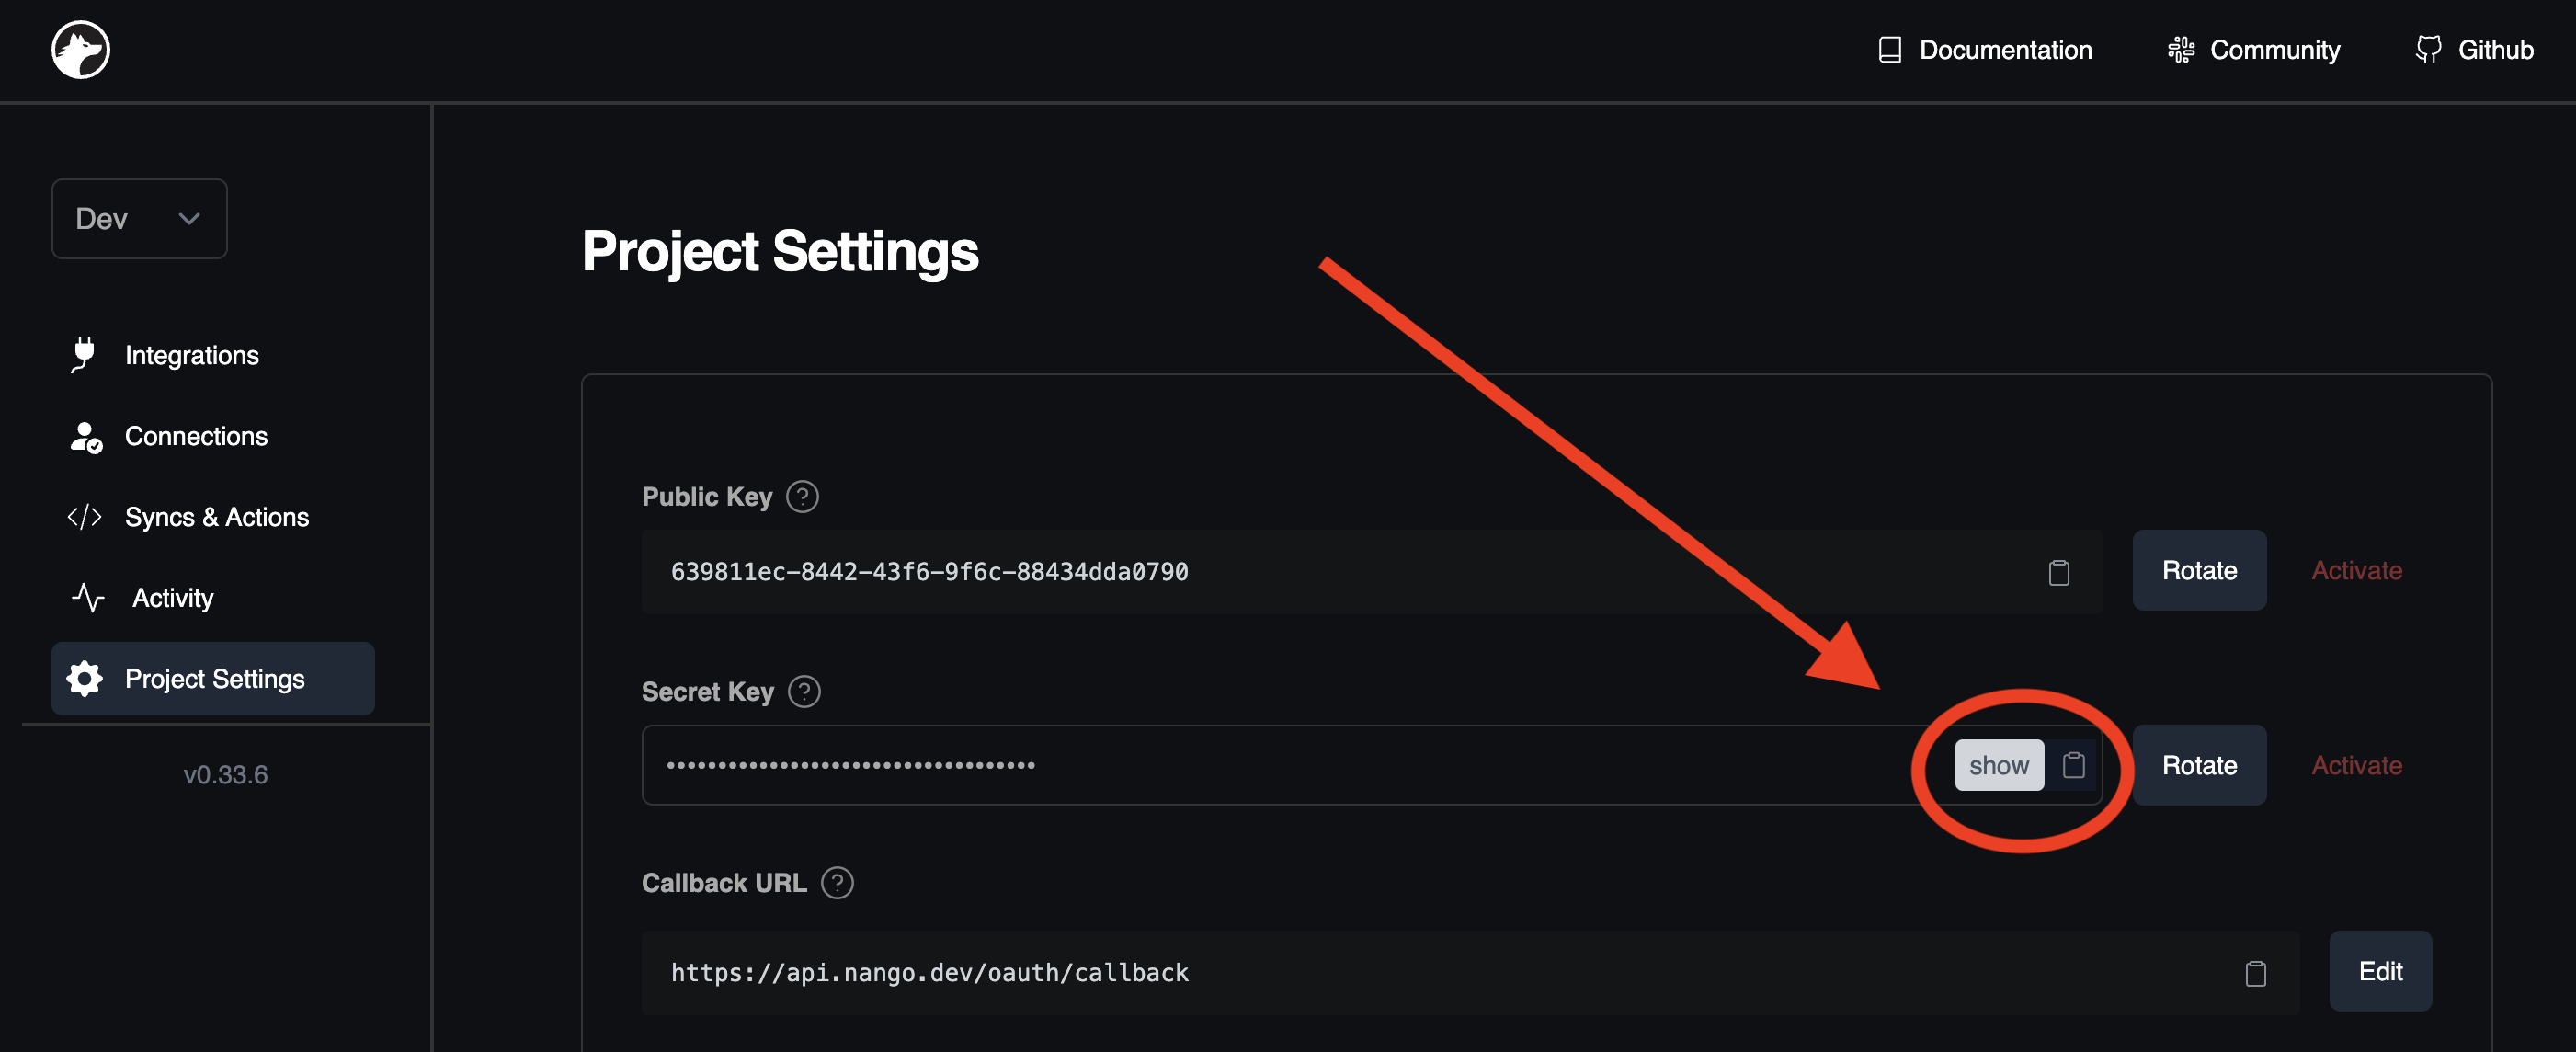 Documentation
Community
Github
Dev
Integrations
Connections
Syncs & Actions
Activity
Project Settings
v0.33.6
Project Settings
Public Key
639811ec-8442-43f6-9f6c-88434dda0790
Rotate
Activate
Secret Key
••••••••••••••••••••••••••••••••••••
show
Rotate
Activate
Callback URL
https://api.nango.dev/oauth/callback
Edit